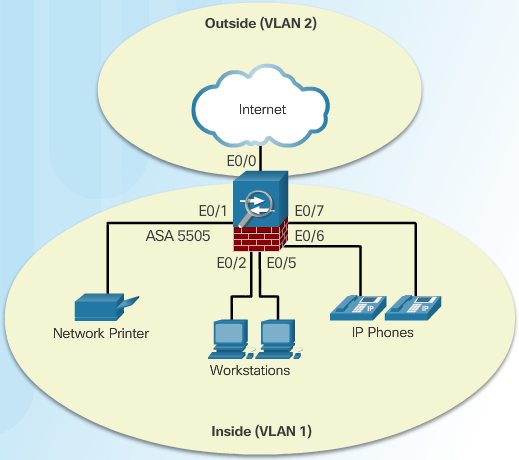 Outside (VLAN 2)
Internet
E0/0
E0/1
E0/7
ASA 5505
E0/6
E0/2
E0/5
Network Printer
IP Phones
Workstations
Inside (VLAN 1)